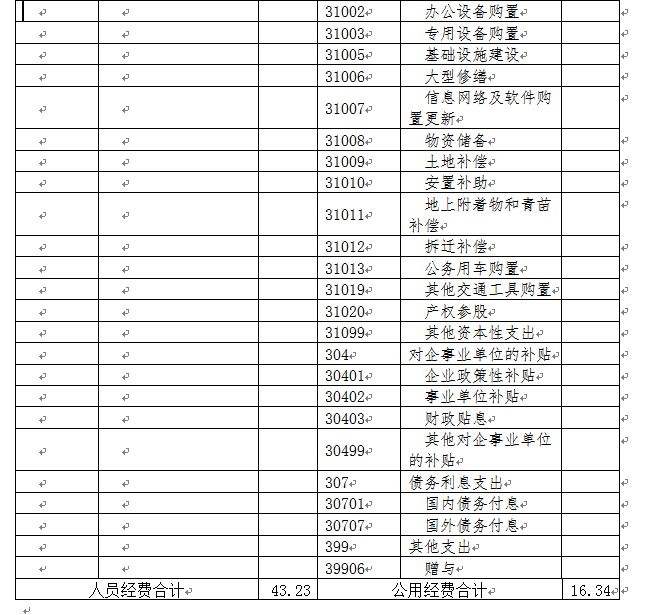 31002 办公设备购置
31003 专用设备购置
31005 基础设施建设
31006 大型修缮
31007 信息网络及软件购
置更新
31008 物资储备
31009 土地补偿
31010 安置补助
31011 地上附着物和青苗
补偿
31012 拆迁补偿
31013 公务用车购置
31019 其他交通工具购置
31020 产权参股
31099 其他资本性支出
304 对企事业单位的补贴
30401 企业政策性补贴
30402 事业单位补贴
30403 财政贴息
30499 其他对企事业单位
的补贴
307 债务利息支出
30701 国内债务付息
30707 国外债务付息
399 其他支出
39906 赠与
人员经费合计 43.23 公用经费合计 16.34